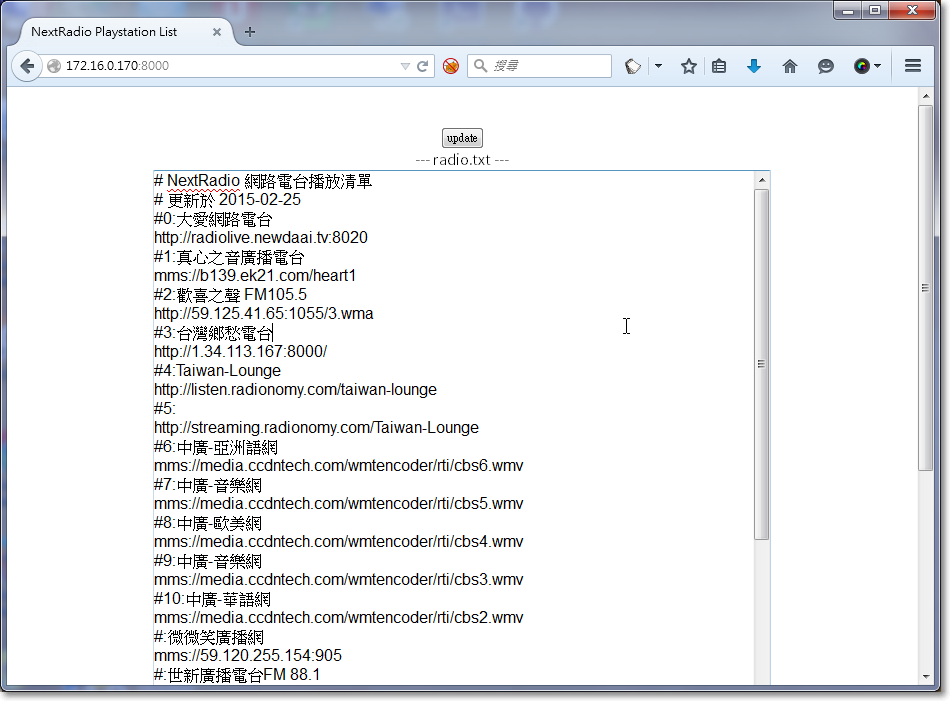 NextRadio Playstation List
172.16.0.170:8000
搜尋
update
--- radio.txt ---
# NextRadio 網路電台播放清單
# 更新於 2015-02-25
#0:大愛網路電台
http://radiolive.newdaai.tv:8020
#1:真心之音廣播電台
mms://b139.ek21.com/heart1
#2:歡喜之聲 FM105.5
http://59.125.41.65:1055/3.wma
#3:台灣鄉愁電台
http://1.34.113.167:8000/
#4:Taiwan-Lounge
http://listen.radionomy.com/taiwan-lounge
#5:
http://streaming.radionomy.com/Taiwan-Lounge
#6:中廣-亞洲語網
mms://media.ccdntech.com/wmtencoder/rti/cbs6.wmv
#7:中廣-音樂網
mms://media.ccdntech.com/wmtencoder/rti/cbs5.wmv
#8:中廣-歐美網
mms://media.ccdntech.com/wmtencoder/rti/cbs4.wmv
#9:中廣-音樂網
mms://media.ccdntech.com/wmtencoder/rti/cbs3.wmv
#10:中廣-華語網
mms://media.ccdntech.com/wmtencoder/rti/cbs2.wmv
#:微微笑廣播網
mms://59.120.255.154:905
#:世新廣播電台FM 88.1